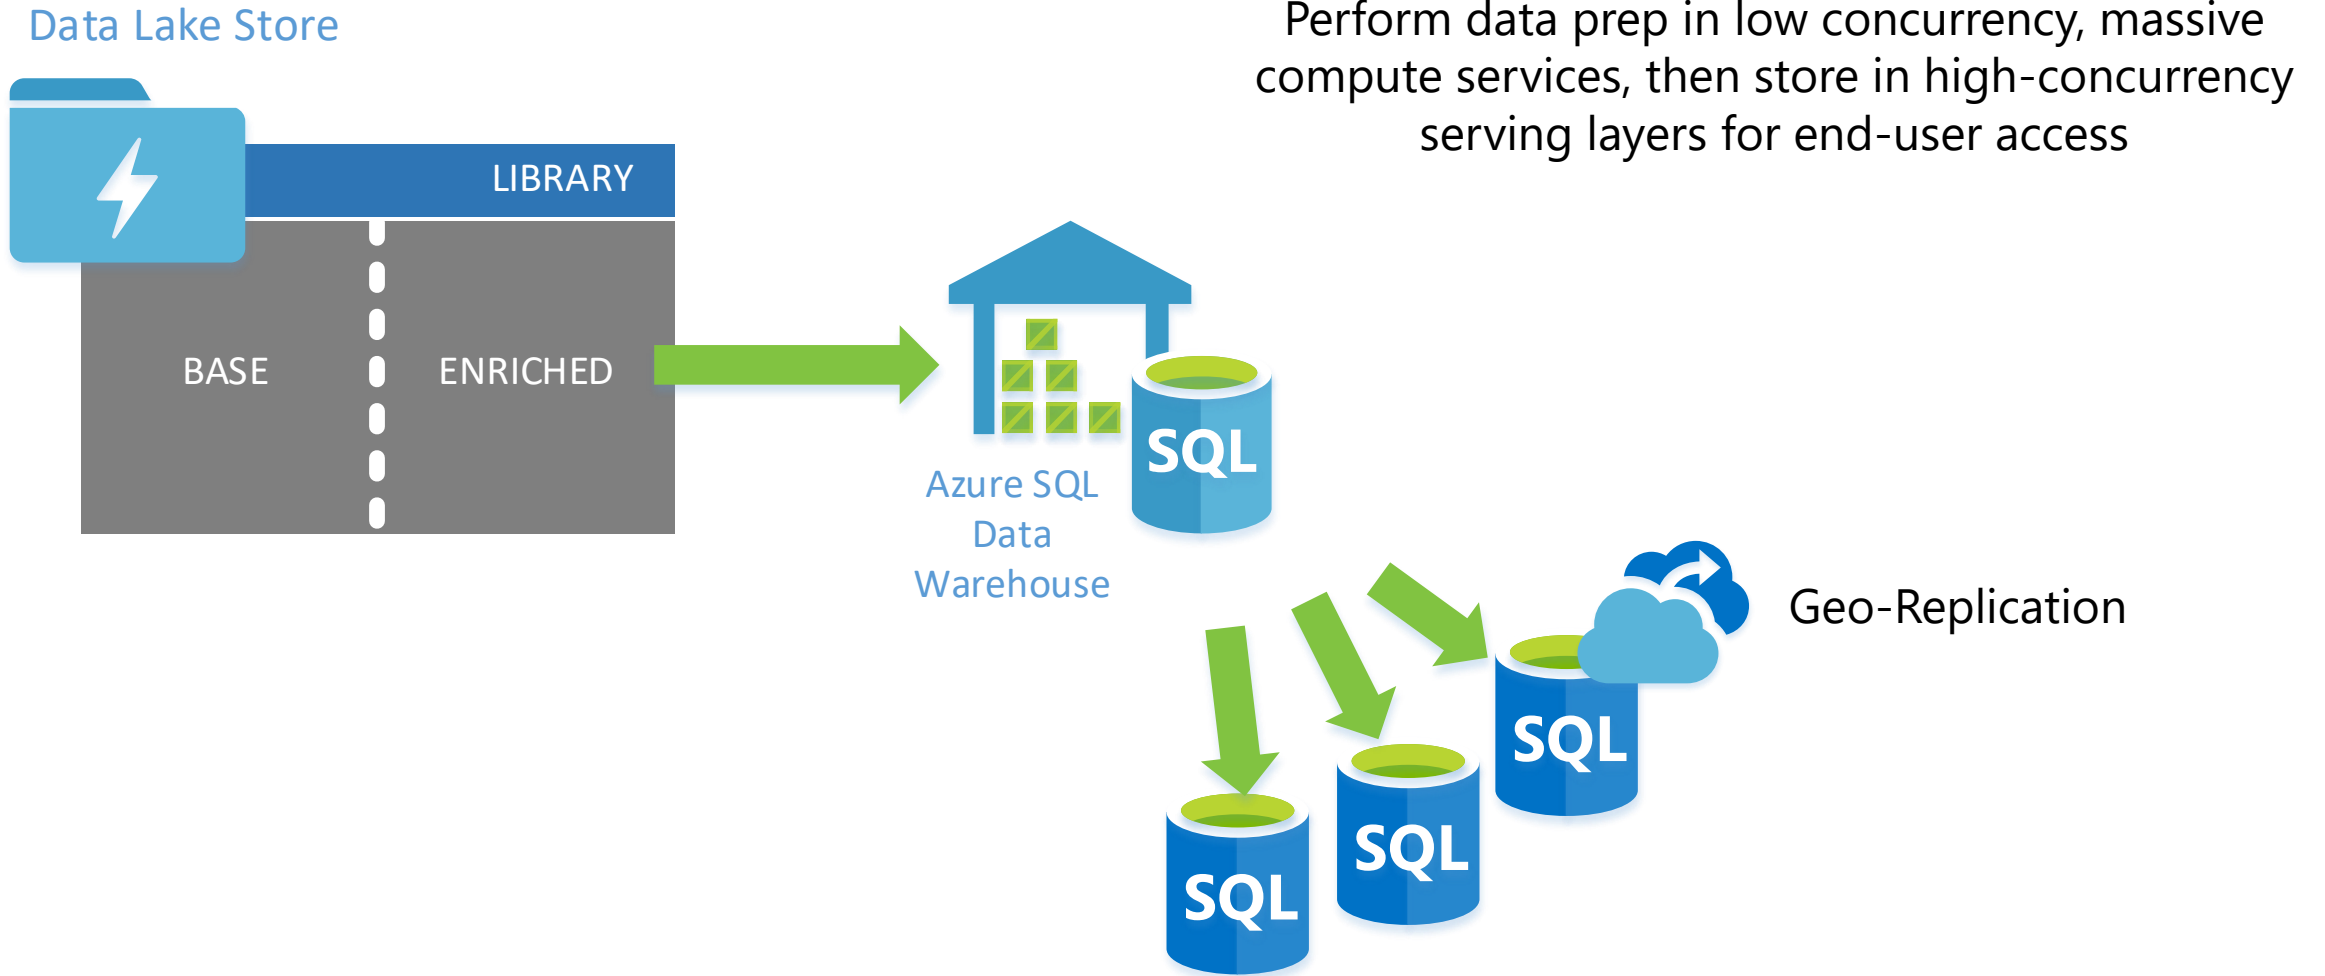 Data Lake Store
Perform data prep in low concurrency, massive
compute services, then store in high-concurrency
serving layers for end-user access
LIBRARY
BASE
ENRICHED
SQL
Azure SQL
Data
Warehouse
Geo-Replication
SQL
SQL
SQL